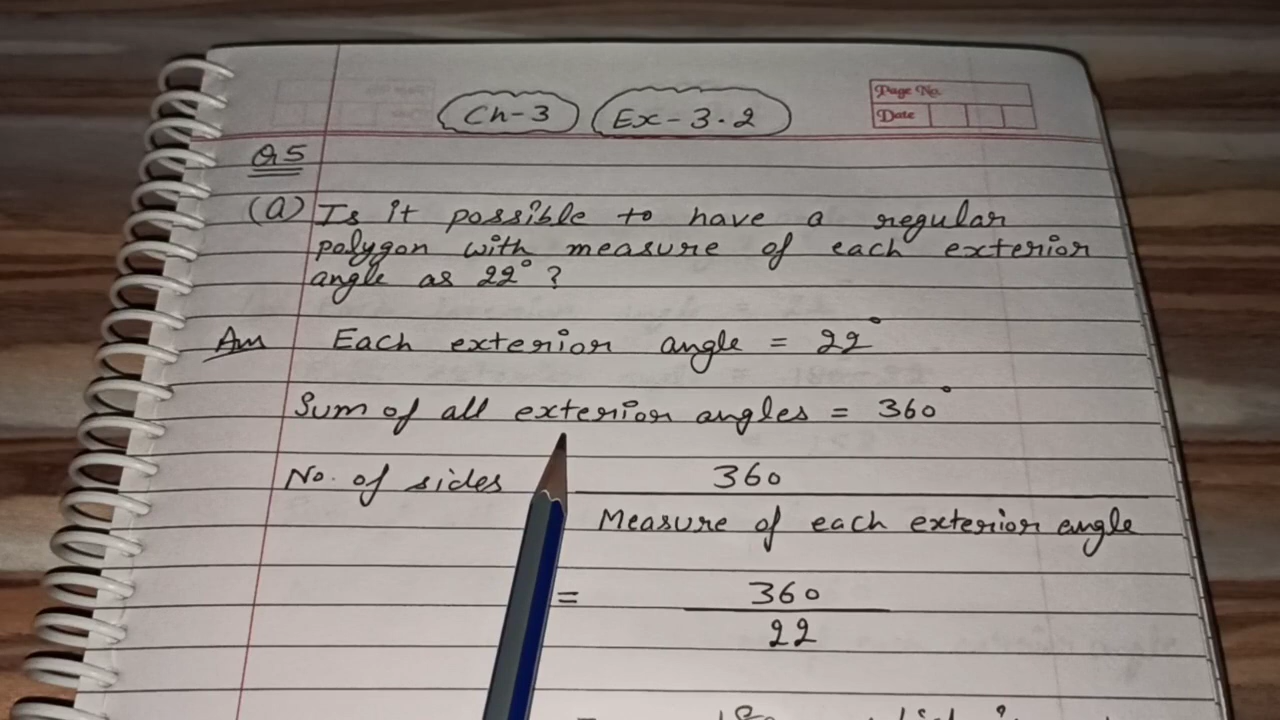 Ch-3 Ex-3.2
Page No.
Date
Q5
(a) Is it possible to have a regular
polygon with measure of each exterior
angle as 22°?
Ans Each exterior angle = 22°
Sum of all exterior angles = 360°
No. of sides 360
Measure of each exterior angle
= 360
22
=